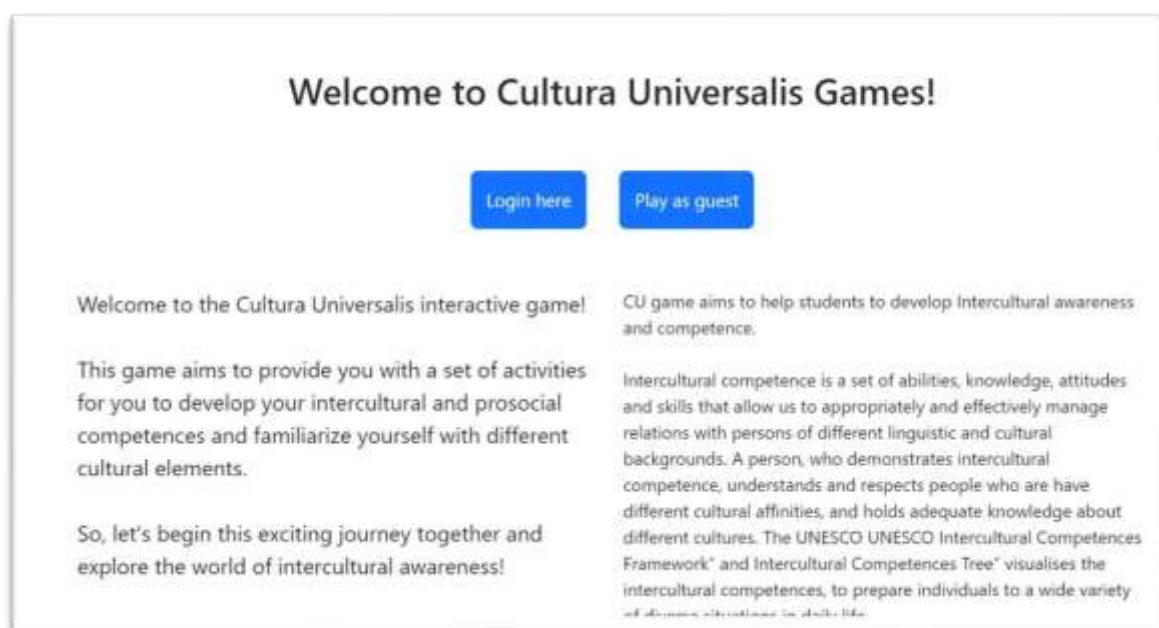 Welcome to Cultura Universalis Games!
Login here
Play as guest
Welcome to the Cultura Universalis interactive game!
This game aims to provide you with a set of activities
for you to develop your intercultural and prosocial
competences and familiarize yourself with different
cultural elements.
So, let's begin this exciting journey together and
explore the world of intercultural awareness!
CU game aims to help students to develop Intercultural awareness
and competence.
Intercultural competence is a set of abilities, knowledge, attitudes
and skills that allow us to appropriately and effectively manage
relations with persons of different linguistic and cultural
backgrounds. A person, who demonstrates intercultural
competence, understands and respects people who are have
different cultural affinities, and holds adequate knowledge about
different cultures. The UNESCO UNESCO Intercultural Competences
Framework" and Intercultural Competences Tree" visualises the
intercultural competences, to prepare individuals to a wide variety
of diverse situations in daily life